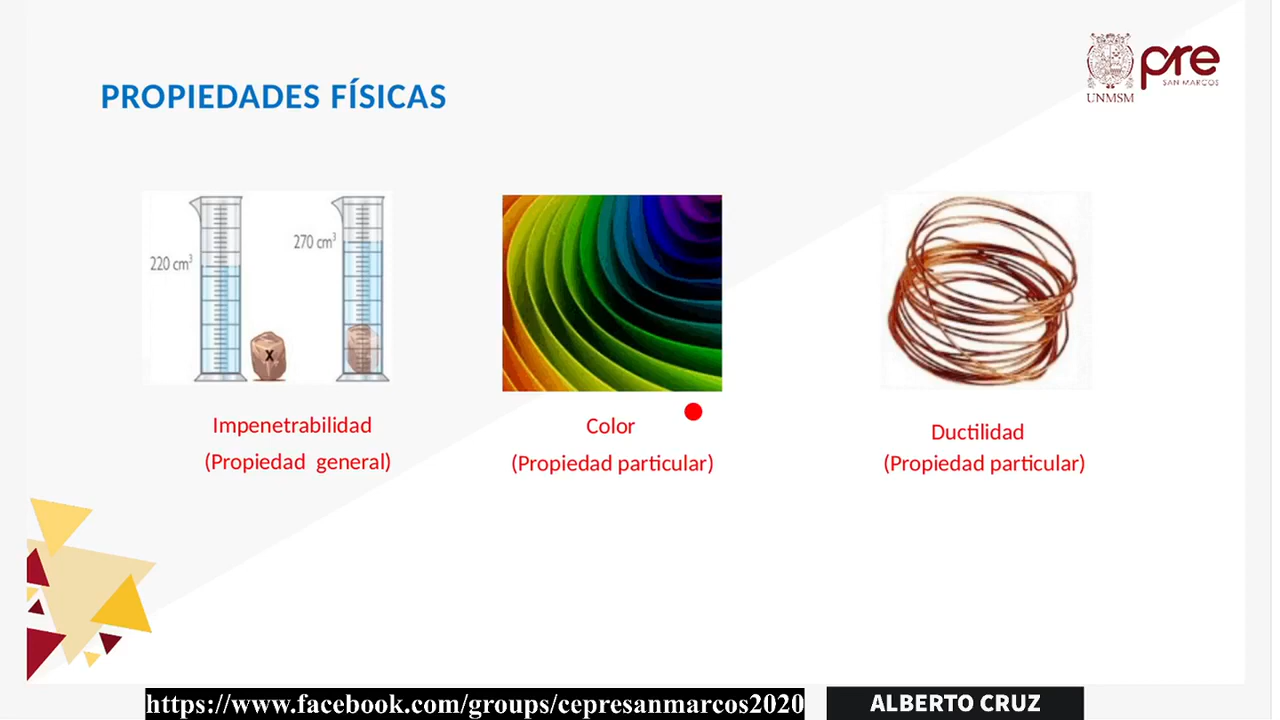 UNMSM
pre
SAN MARCOS
PROPIEDADES FÍSICAS
220 cm³
270 cm³
X
Impenetrabilidad
(Propiedad general)
Color
(Propiedad particular)
Ductilidad
(Propiedad particular)
https://www.facebook.com/groups/cepresanmarcos2020
ALBERTO CRUZ